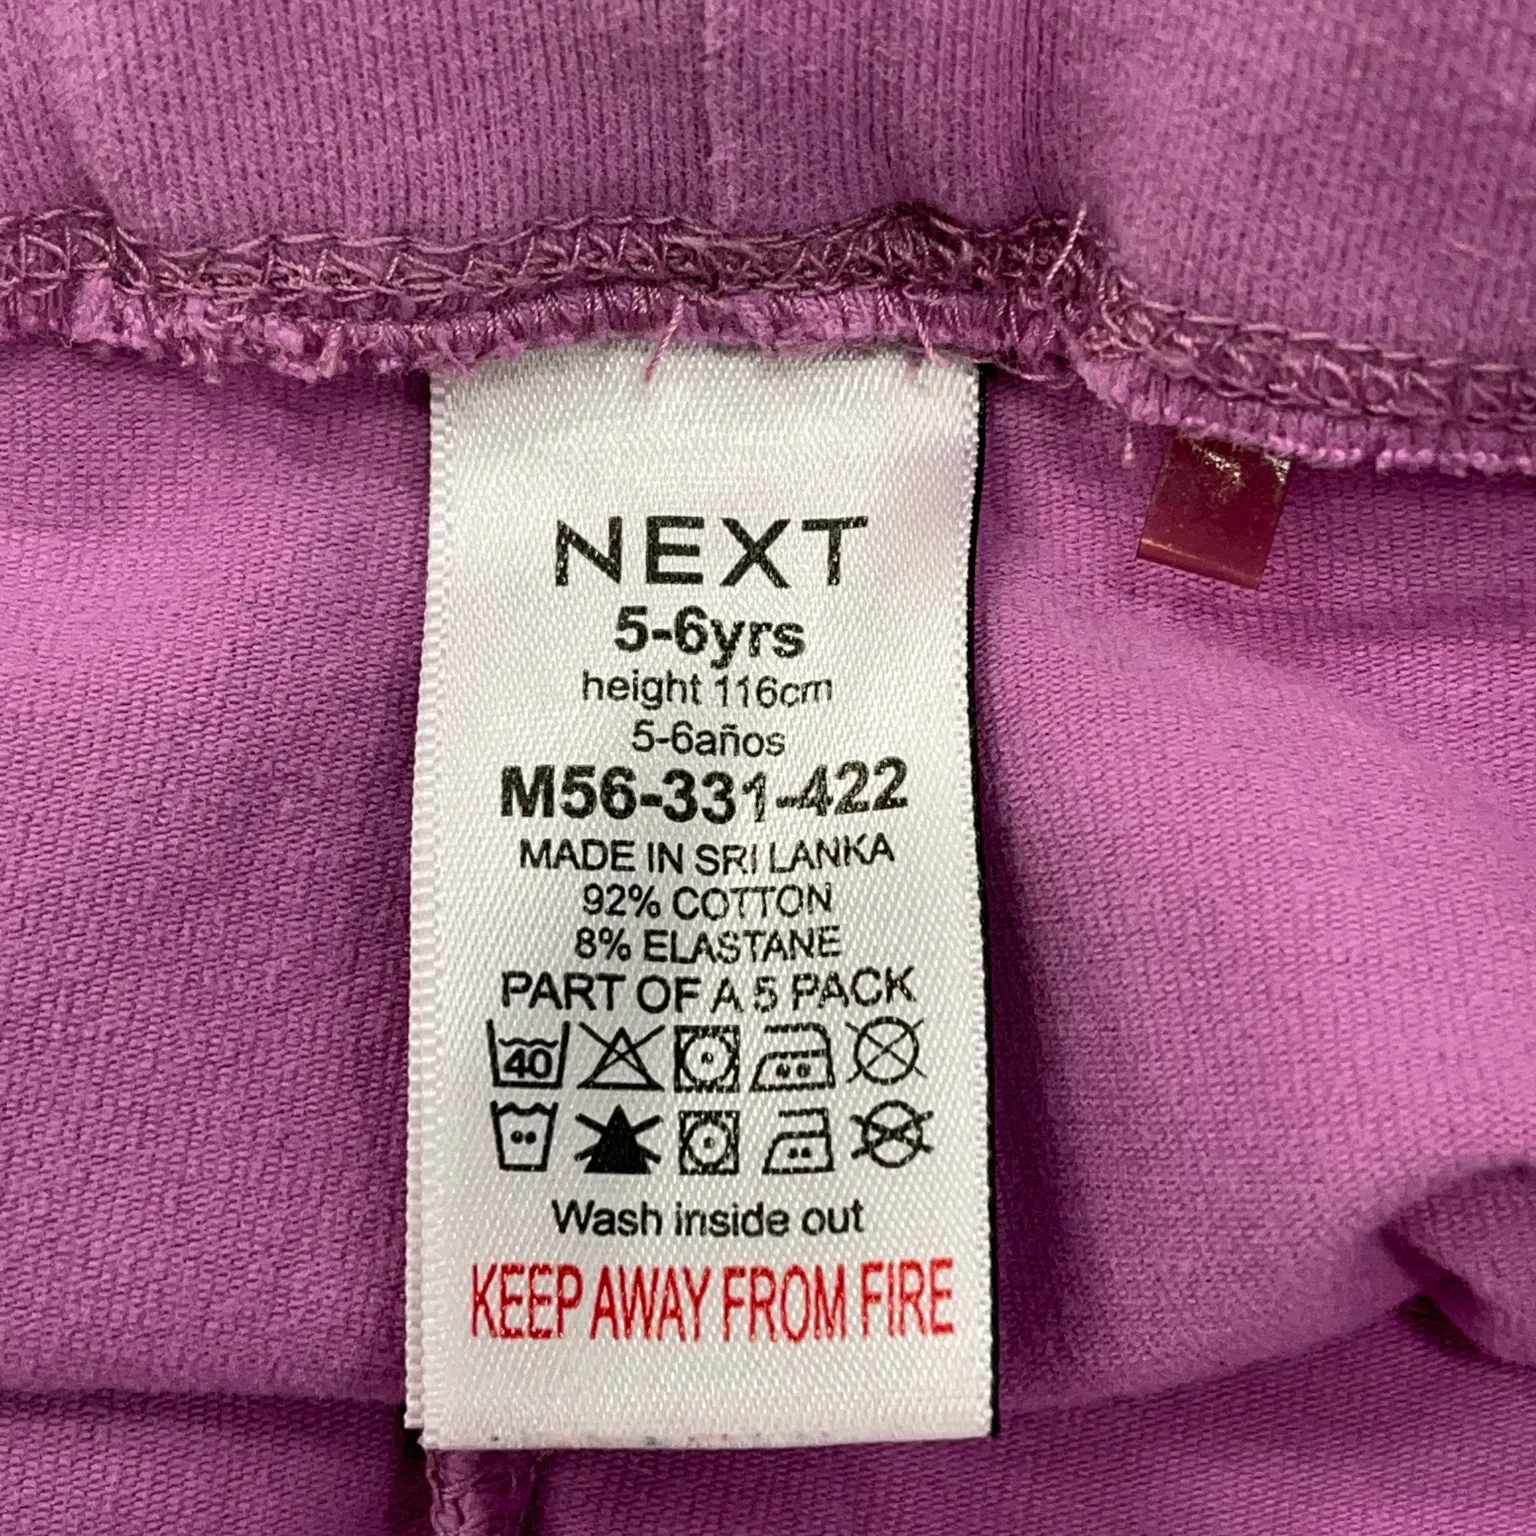 NEXT
5-6yrs
height 116cm
5-6años
M56-331-422
MADE IN SRI LANKA
92% COTTON
8% ELASTANE
PART OF A 5 PACK
40
Wash inside out
KEEP AWAY FROM FIRE